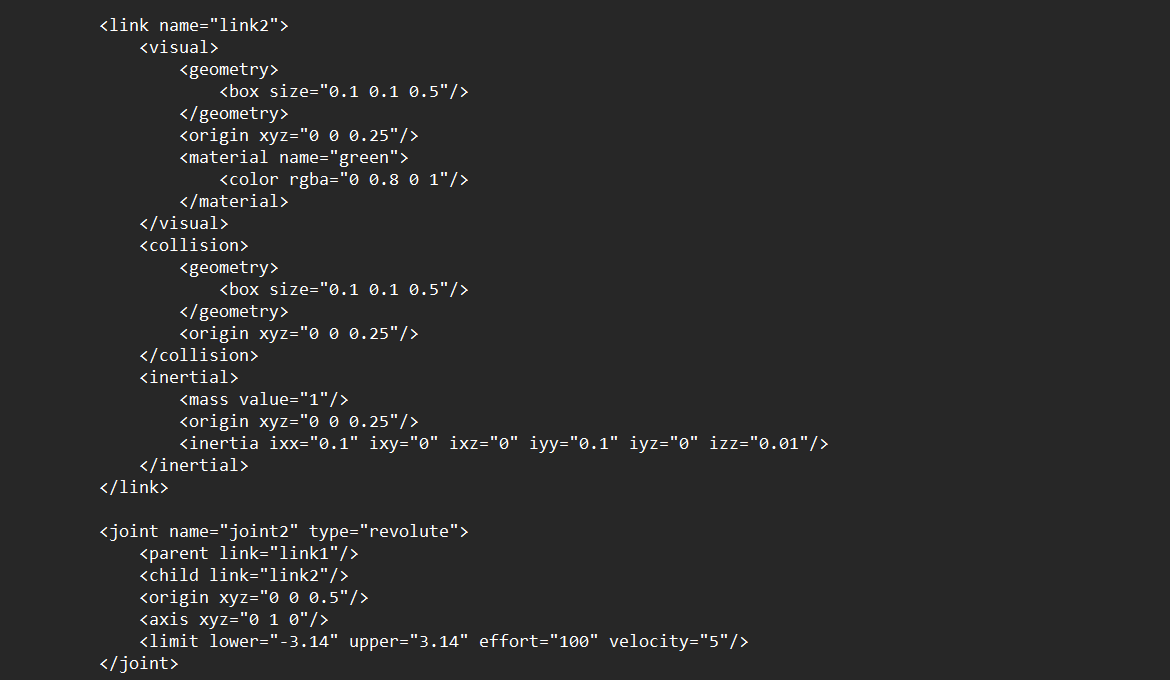 <link name="link2">
<visual>
<geometry>
<box size="0.1 0.1 0.5"/>
</geometry>
<origin xyz="0 0 0.25"/>
<material name="green">
<color rgba="0 0.8 0 1"/>
</material>
</visual>
<collision>
<geometry>
<box size="0.1 0.1 0.5"/>
</geometry>
<origin xyz="0 0 0.25"/>
</collision>
<inertial>
<mass value="1"/>
<origin xyz="0 0 0.25"/>
<inertia ixx="0.1" ixy="0" ixz="0" iyy="0.1" iyz="0" izz="0.01"/>
</inertial>
</link>
<joint name="joint2" type="revolute">
<parent link="link1"/>
<child link="link2"/>
<origin xyz="0 0 0.5"/>
<axis xyz="0 1 0"/>
<limit lower="-3.14" upper="3.14" effort="100" velocity="5"/>
</joint>